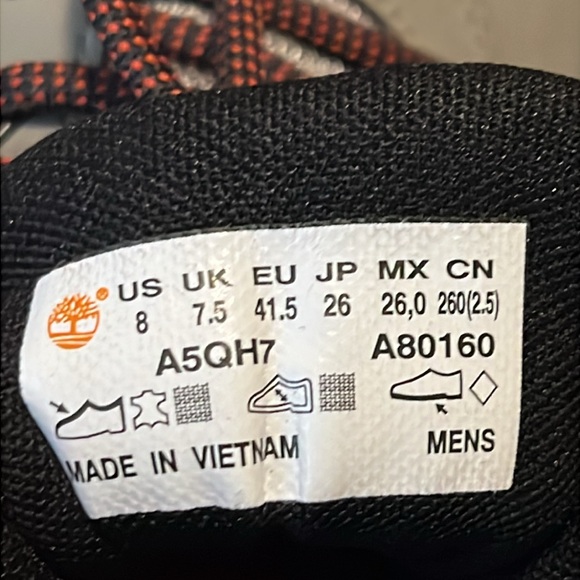 US UK EU JP MX CN
8 7.5 41.5 26 26,0 260(2.5)
A5QH7 A80160
MADE IN VIETNAM MENS